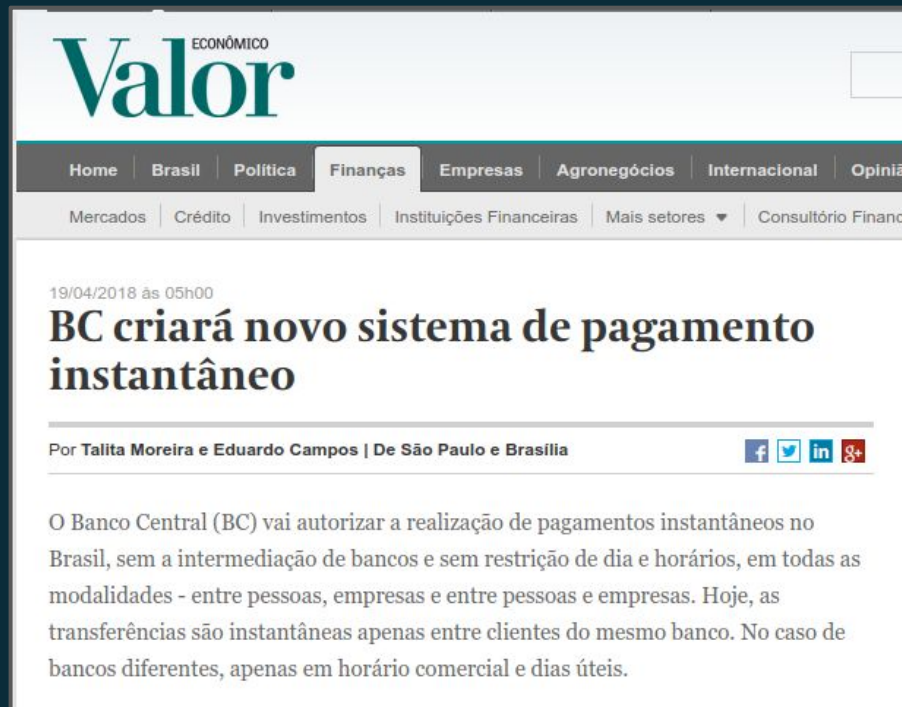 ECONÔMICO
Valor
Home Brasil Política Finanças Empresas Agronegócios Internacional
Mercados Crédito Investimentos Instituições Financeiras Mais setores Consultório
19/04/2018 às 05h00
BC criará novo sistema de pagamento
instantâneo
Por Talita Moreira e Eduardo Campos | De São Paulo e Brasília
f in g+
O Banco Central (BC) vai autorizar a realização de pagamentos instantâneos no
Brasil, sem a intermediação de bancos e sem restrição de dia e horários, em todas as
modalidades - entre pessoas, empresas e entre pessoas e empresas. Hoje, as
transferências são instantâneas apenas entre clientes do mesmo banco. No caso de
bancos diferentes, apenas em horário comercial e dias úteis.